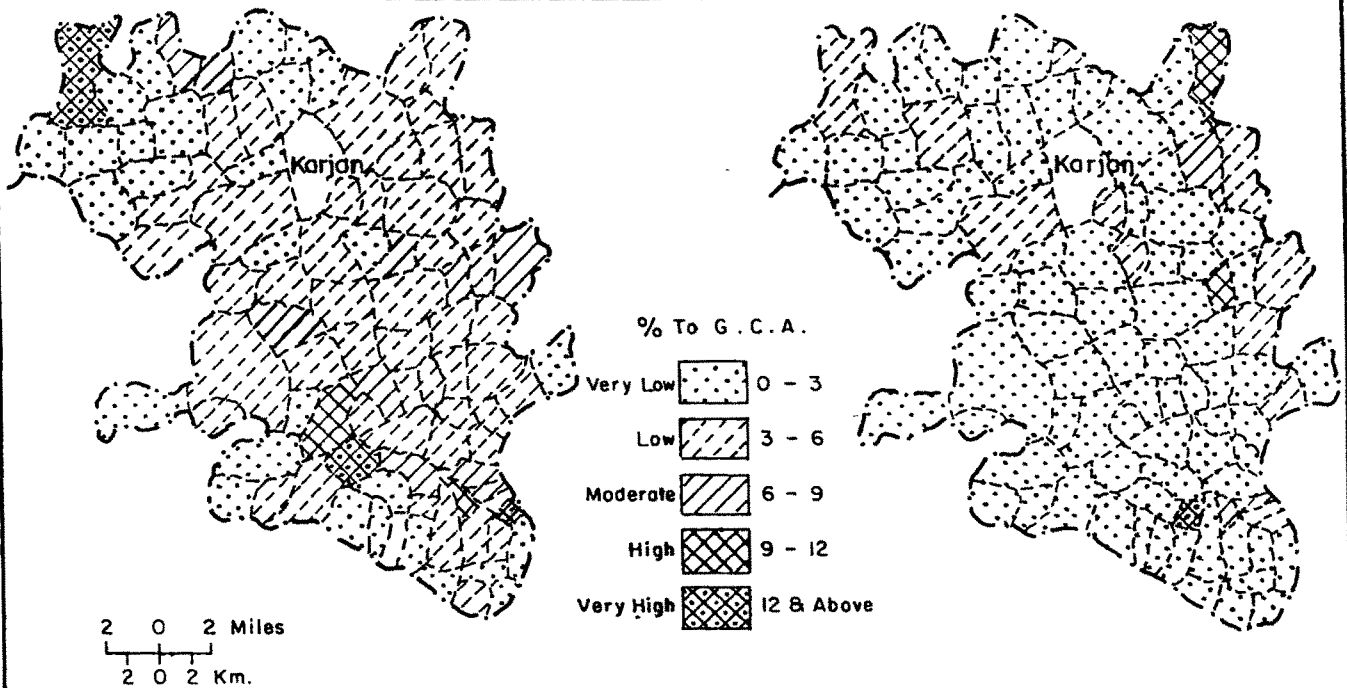 Karjan
Karjan
% To G.C.A.
Very Low 0 - 3
Low 3 - 6
Moderate 6 - 9
High 9 - 12
Very High 12 & Above
2 0 2 Miles
2 0 2 Km.